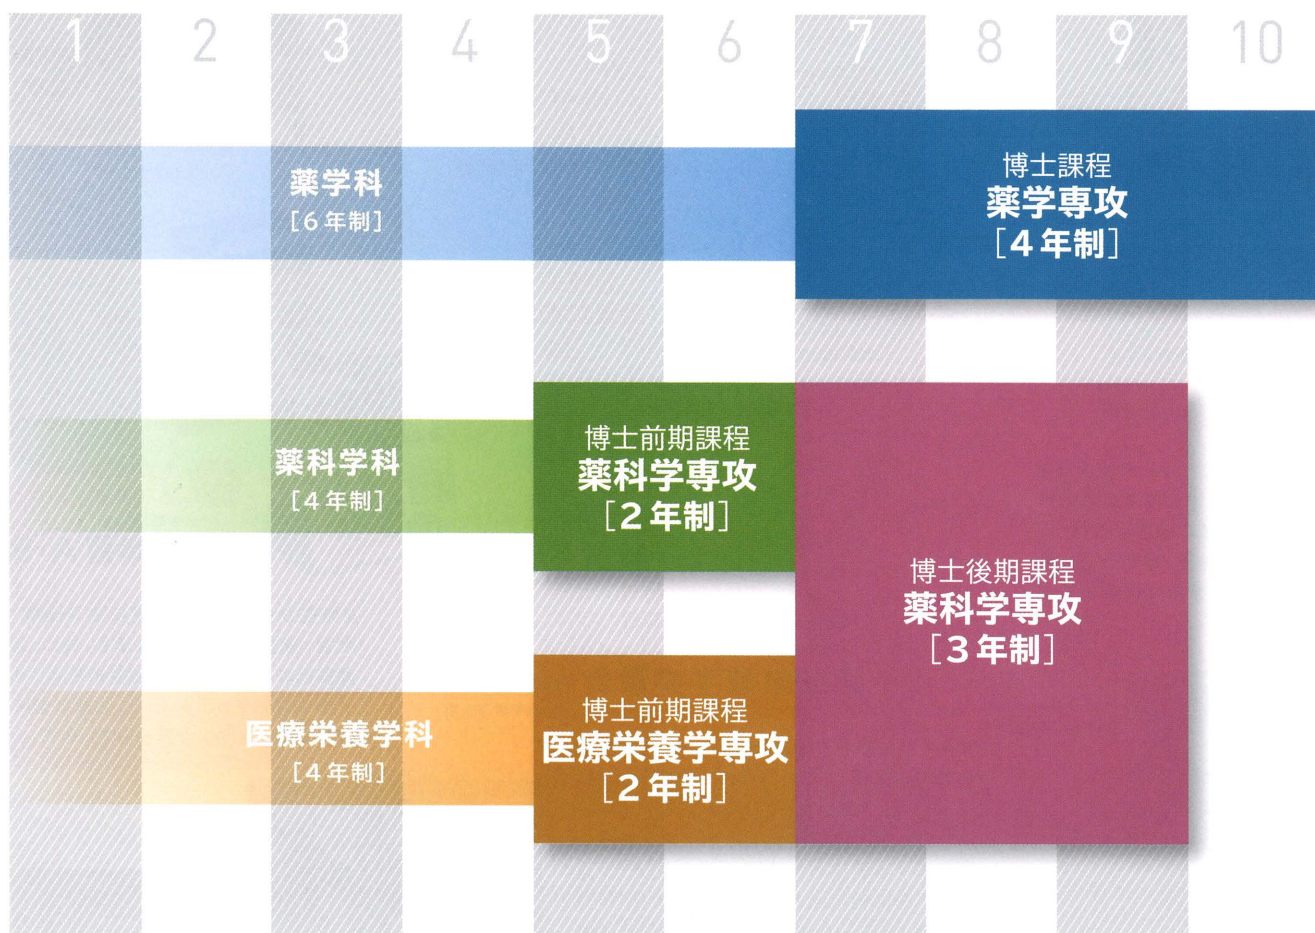 1 2 3 4 5 6 7 8 9 10
薬学科
[6年制]
博士課程
薬学専攻
[4年制]
薬科学科
[4年制]
博士前期課程
薬科学専攻
[2年制]
博士後期課程
薬科学専攻
[3年制]
医療栄養学科
[4年制]
博士前期課程
医療栄養学専攻
[2年制]